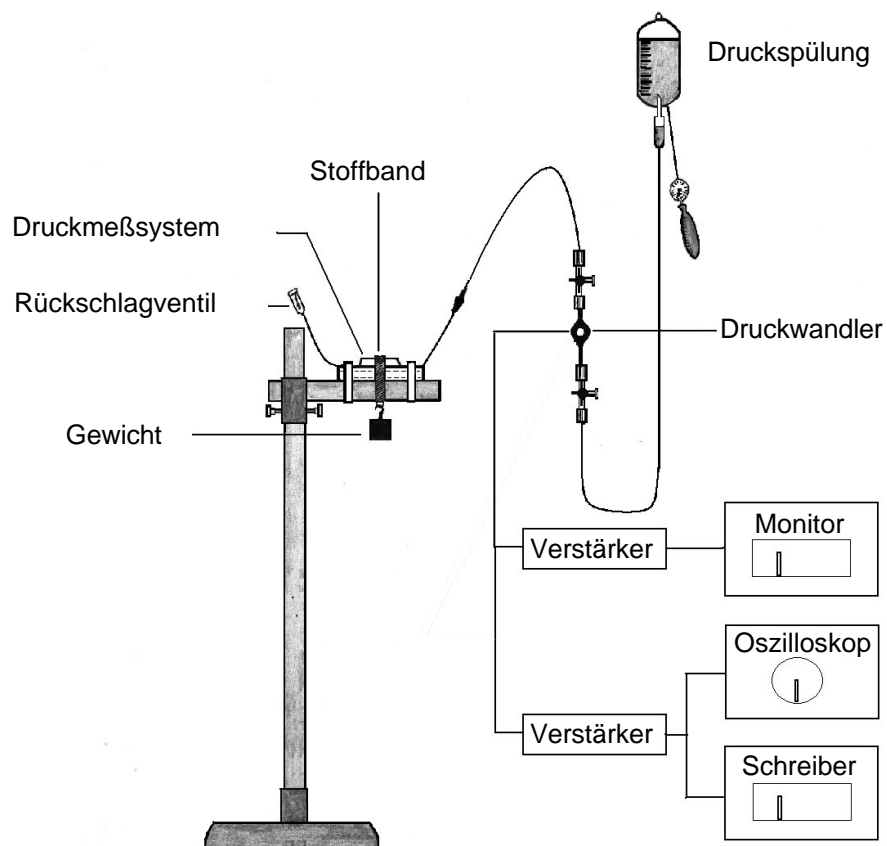 Druckspülung
Stoffband
Druckmeßsystem
Rückschlagventil
Druckwandler
Gewicht
Monitor
Verstärker
Oszilloskop
Verstärker
Schreiber